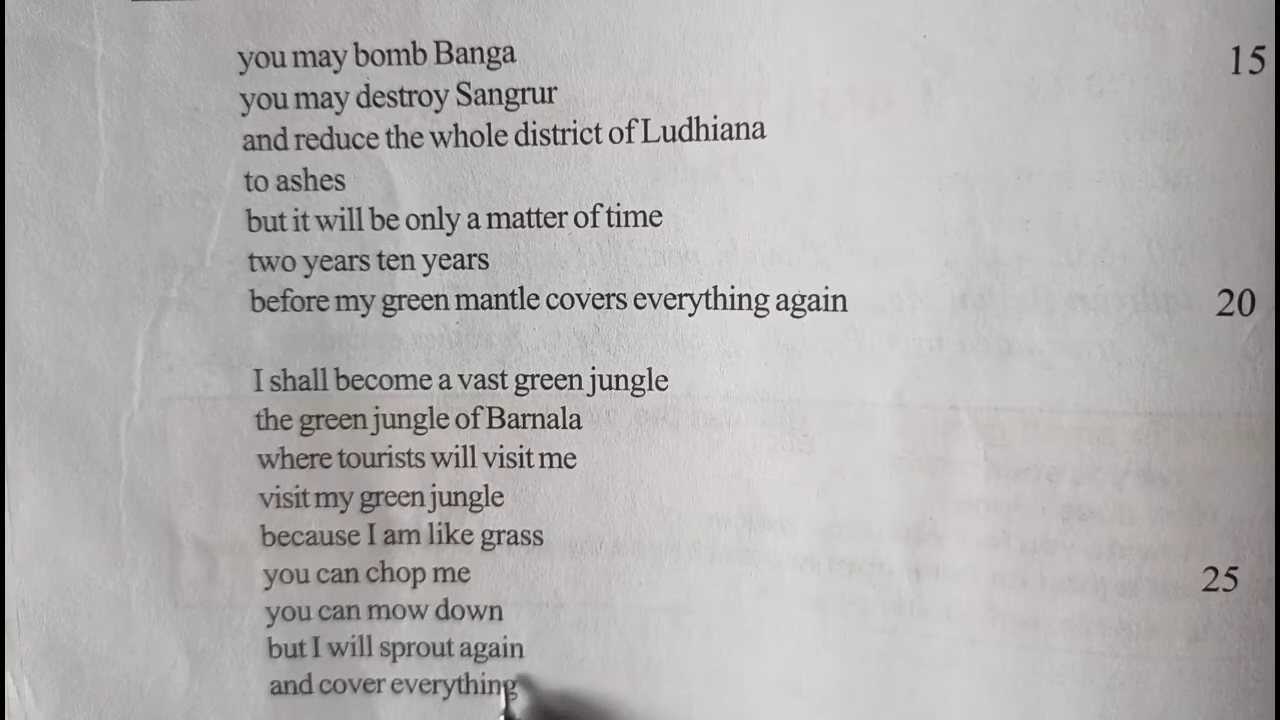 you may bomb Banga 15
you may destroy Sangrur
and reduce the whole district of Ludhiana
to ashes
but it will be only a matter of time
two years ten years
before my green mantle covers everything again 20
I shall become a vast green jungle
the green jungle of Barnala
where tourists will visit me
visit my green jungle
because I am like grass
you can chop me 25
you can mow down
but I will sprout again
and cover everything